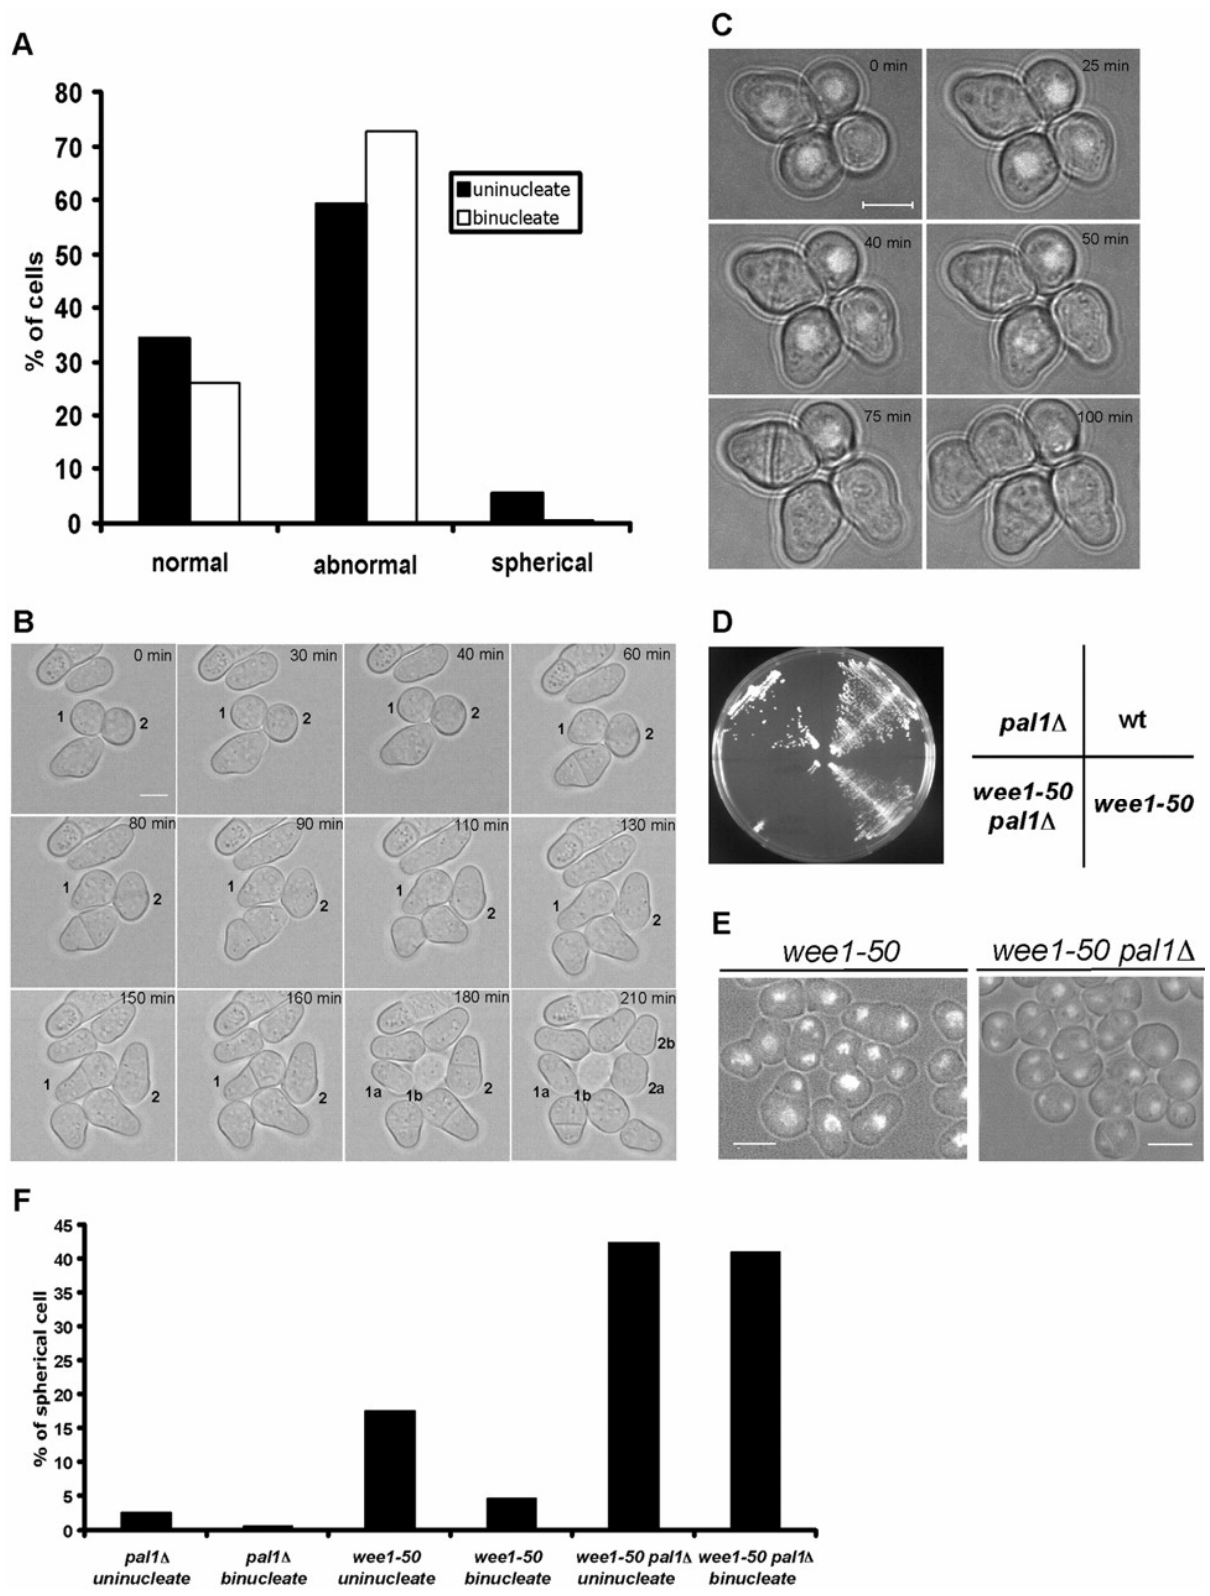 A
80
70
60
50
40
30
20
10
0
% of cells
uninucleate
binucleate
normal abnormal spherical
B
0 min 30 min 40 min 60 min
1 2 1 2 1 2 1 2
80 min 90 min 110 min 130 min
1 2 1 2 1 2 1 2
150 min 160 min 180 min 210 min
1 2 1 2 1a 1b 2 1a 1b 2a 2b
C
0 min 25 min
40 min 50 min
75 min 100 min
D
pal1Δ wt
wee1-50 wee1-50
pal1Δ
E
wee1-50 wee1-50 pal1Δ
F
45
40
35
30
25
20
15
10
5
0
% of spherical cell
pal1Δ pal1Δ wee1-50 wee1-50 wee1-50 pal1Δ wee1-50 pal1Δ
uninucleate binucleate uninucleate binucleate uninucleate binucleate